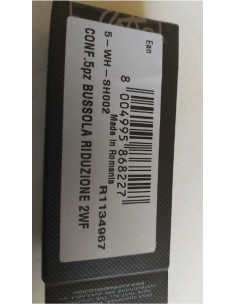 Ean
8 004995 868227
5-WH-SH002
Made in Romania
R1134967
CONF.5pz BUSSOLA RIDUZIONE 2WF